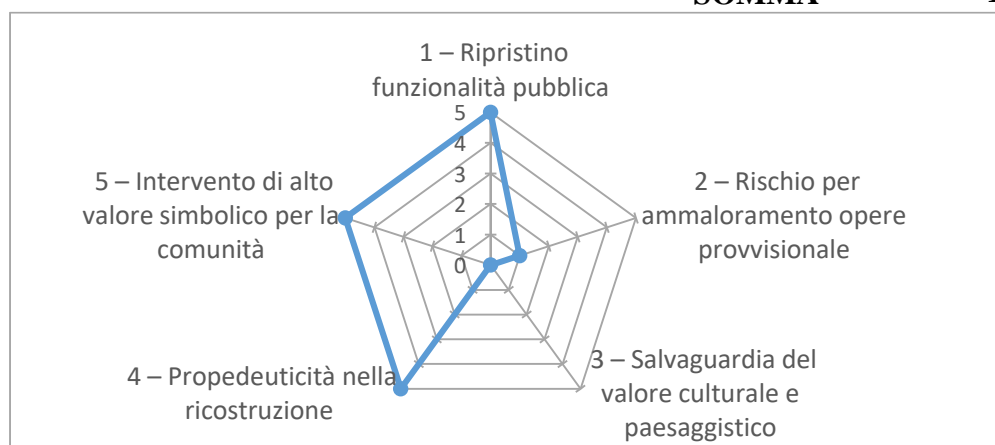 SOMMA
1 – Ripristino
funzionalità pubblica
5
4
3
2
1
0
2 – Rischio per
ammaloramento opere
provvisionale
3 – Salvaguardia del
valore culturale e
paesaggistico
4 – Propedeuticità nella
ricostruzione
5 – Intervento di alto
valore simbolico per la
comunità